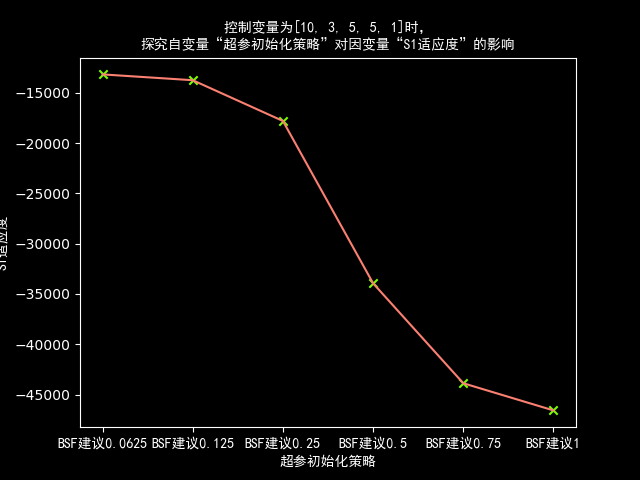 控制变量为[10, 3, 5, 5, 1]时，
探究自变量“超参初始化策略”对因变量“S1适应度”的影响
−15000
−20000
−25000
−30000
−35000
−40000
−45000
S1适应度
BSF建议0.0625 BSF建议0.125 BSF建议0.25 BSF建议0.5 BSF建议0.75 BSF建议1
超参初始化策略